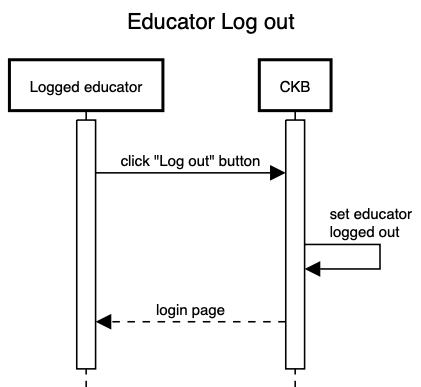 Educator Log out
Logged educator
CKB
click "Log out" button
set educator
logged out
login page